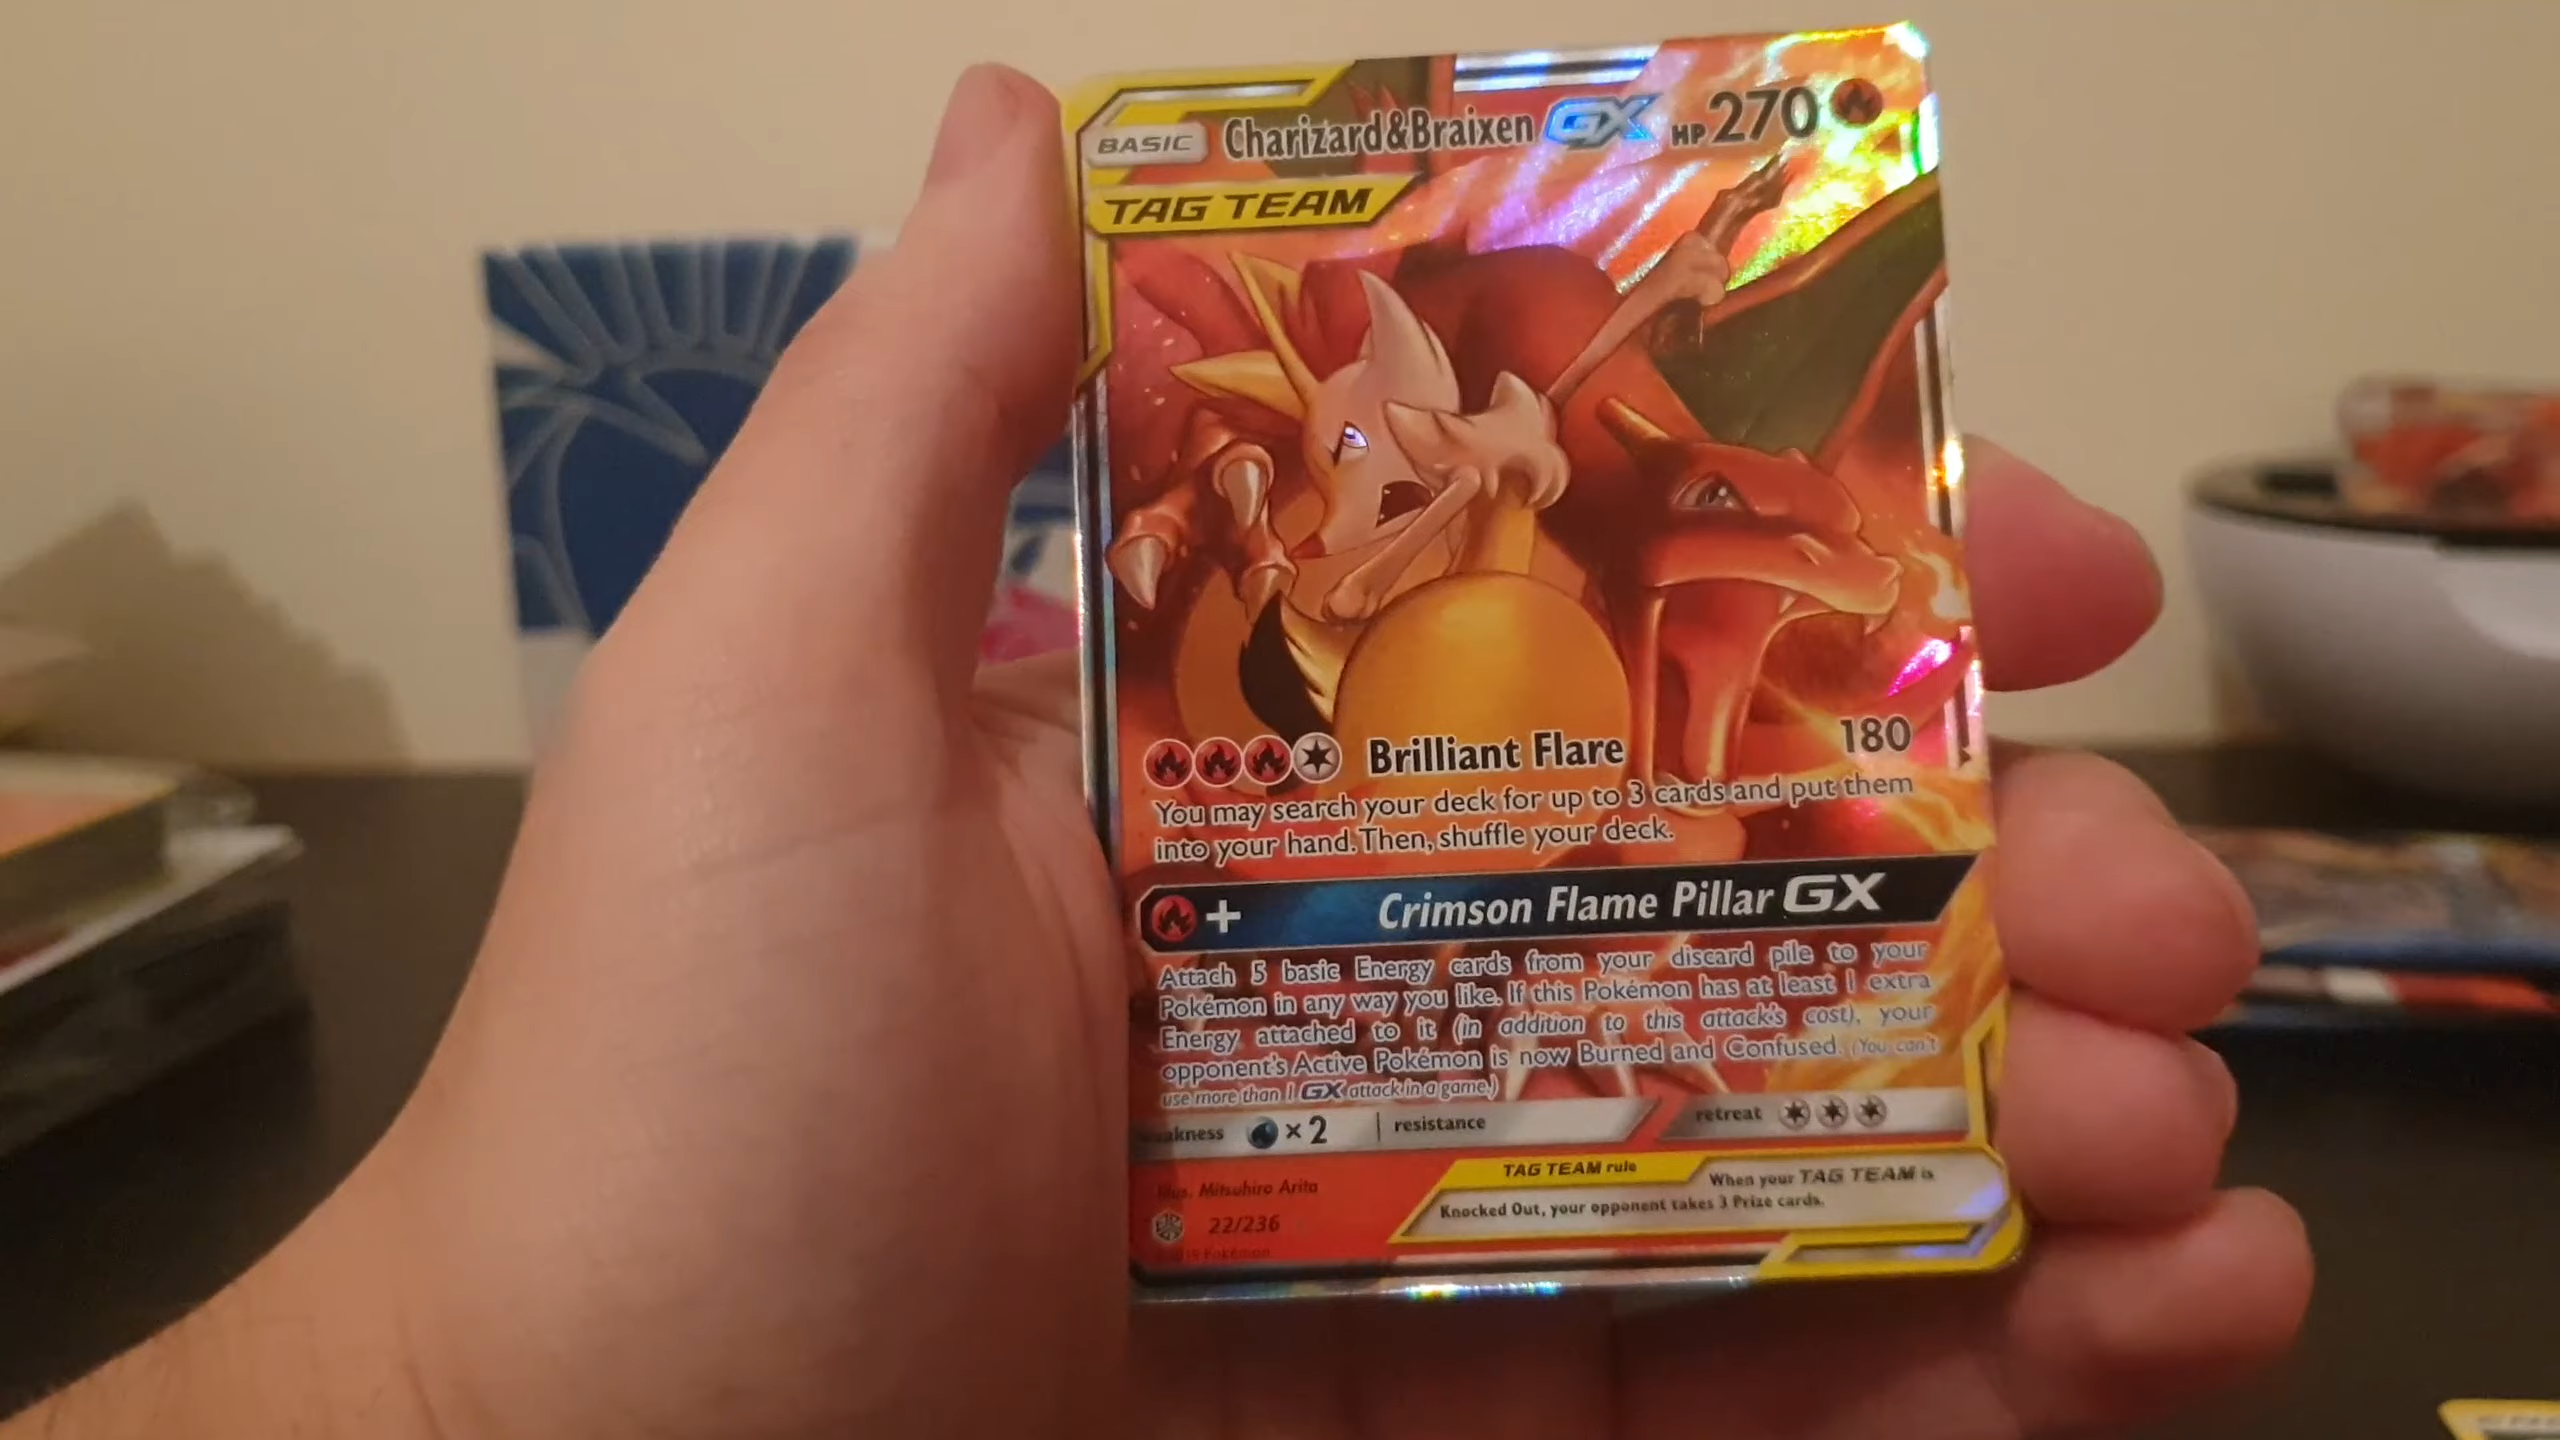 BASIC Charizard&Braixen GX HP 270
TAG TEAM
Brilliant Flare 180
You may search your deck for up to 3 cards and put them
into your hand. Then, shuffle your deck.
+ Crimson Flame Pillar GX
Attach 5 basic Energy cards from your discard pile to your
Pokémon in any way you like. If this Pokémon has at least 1 extra
Energy attached to it (in addition to this attack's cost), your
opponent's Active Pokémon is now Burned and Confused. (You can't
use more than 1 GX attack in a game.)
weakness ×2 resistance retreat
TAG TEAM rule When your TAG TEAM is
Knocked Out, your opponent takes 3 Prize cards.
Illus. Mitsuhiro Arita
22/236
©2019 Pokémon